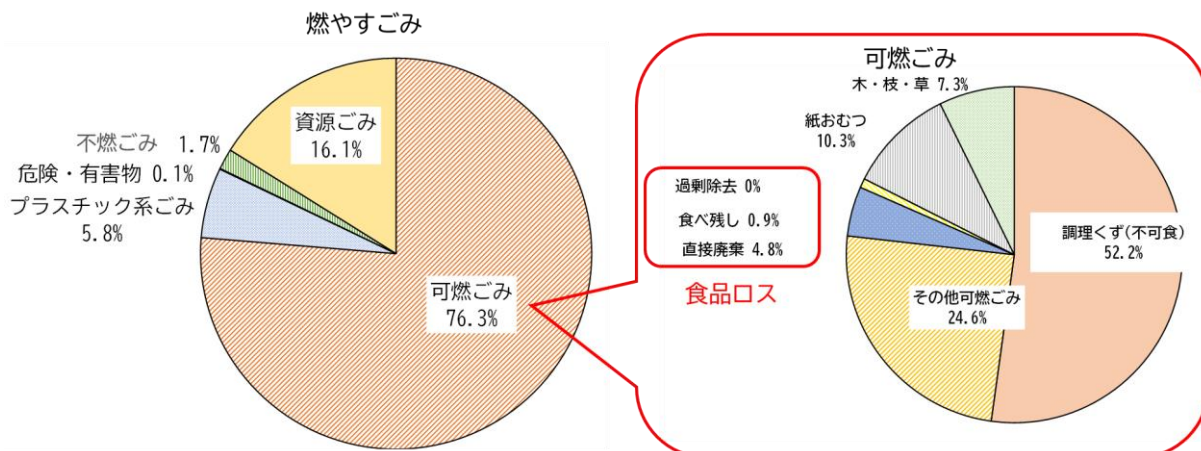 燃やすごみ
資源ごみ
16.1%
不燃ごみ 1.7%
危険・有害物 0.1%
プラスチック系ごみ
5.8%
可燃ごみ
76.3%
可燃ごみ
木・枝・草 7.3%
紙おむつ
10.3%
過剰除去 0%
食べ残し 0.9%
直接廃棄 4.8%
食品ロス
調理くず(不可食)
52.2%
その他可燃ごみ
24.6%